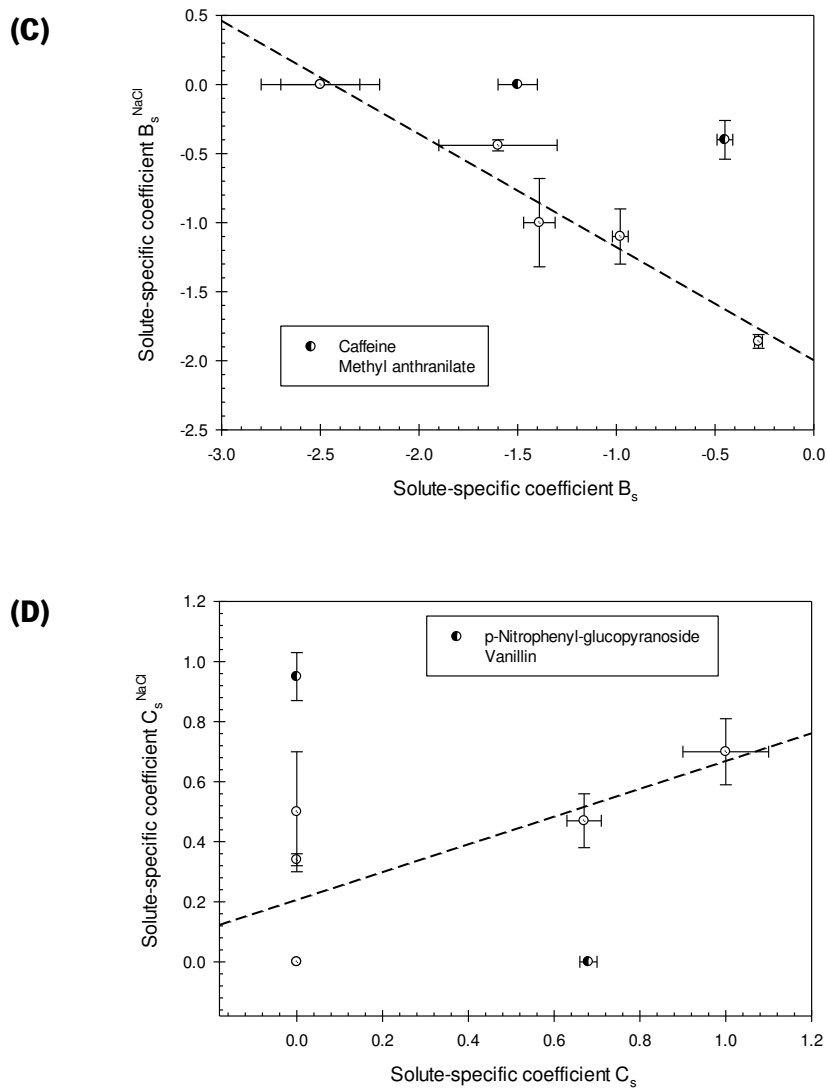 (C)
Solute-specific coefficient Bs^NaCl
0.5
0.0
-0.5
-1.0
-1.5
-2.0
-2.5
Caffeine
Methyl anthranilate
-3.0 -2.5 -2.0 -1.5 -1.0 -0.5 0.0
Solute-specific coefficient Bs
(D)
Solute-specific coefficient Cs^NaCl
1.2
1.0
0.8
0.6
0.4
0.2
0.0
p-Nitrophenyl-glucopyranoside
Vanillin
0.0 0.2 0.4 0.6 0.8 1.0 1.2
Solute-specific coefficient Cs